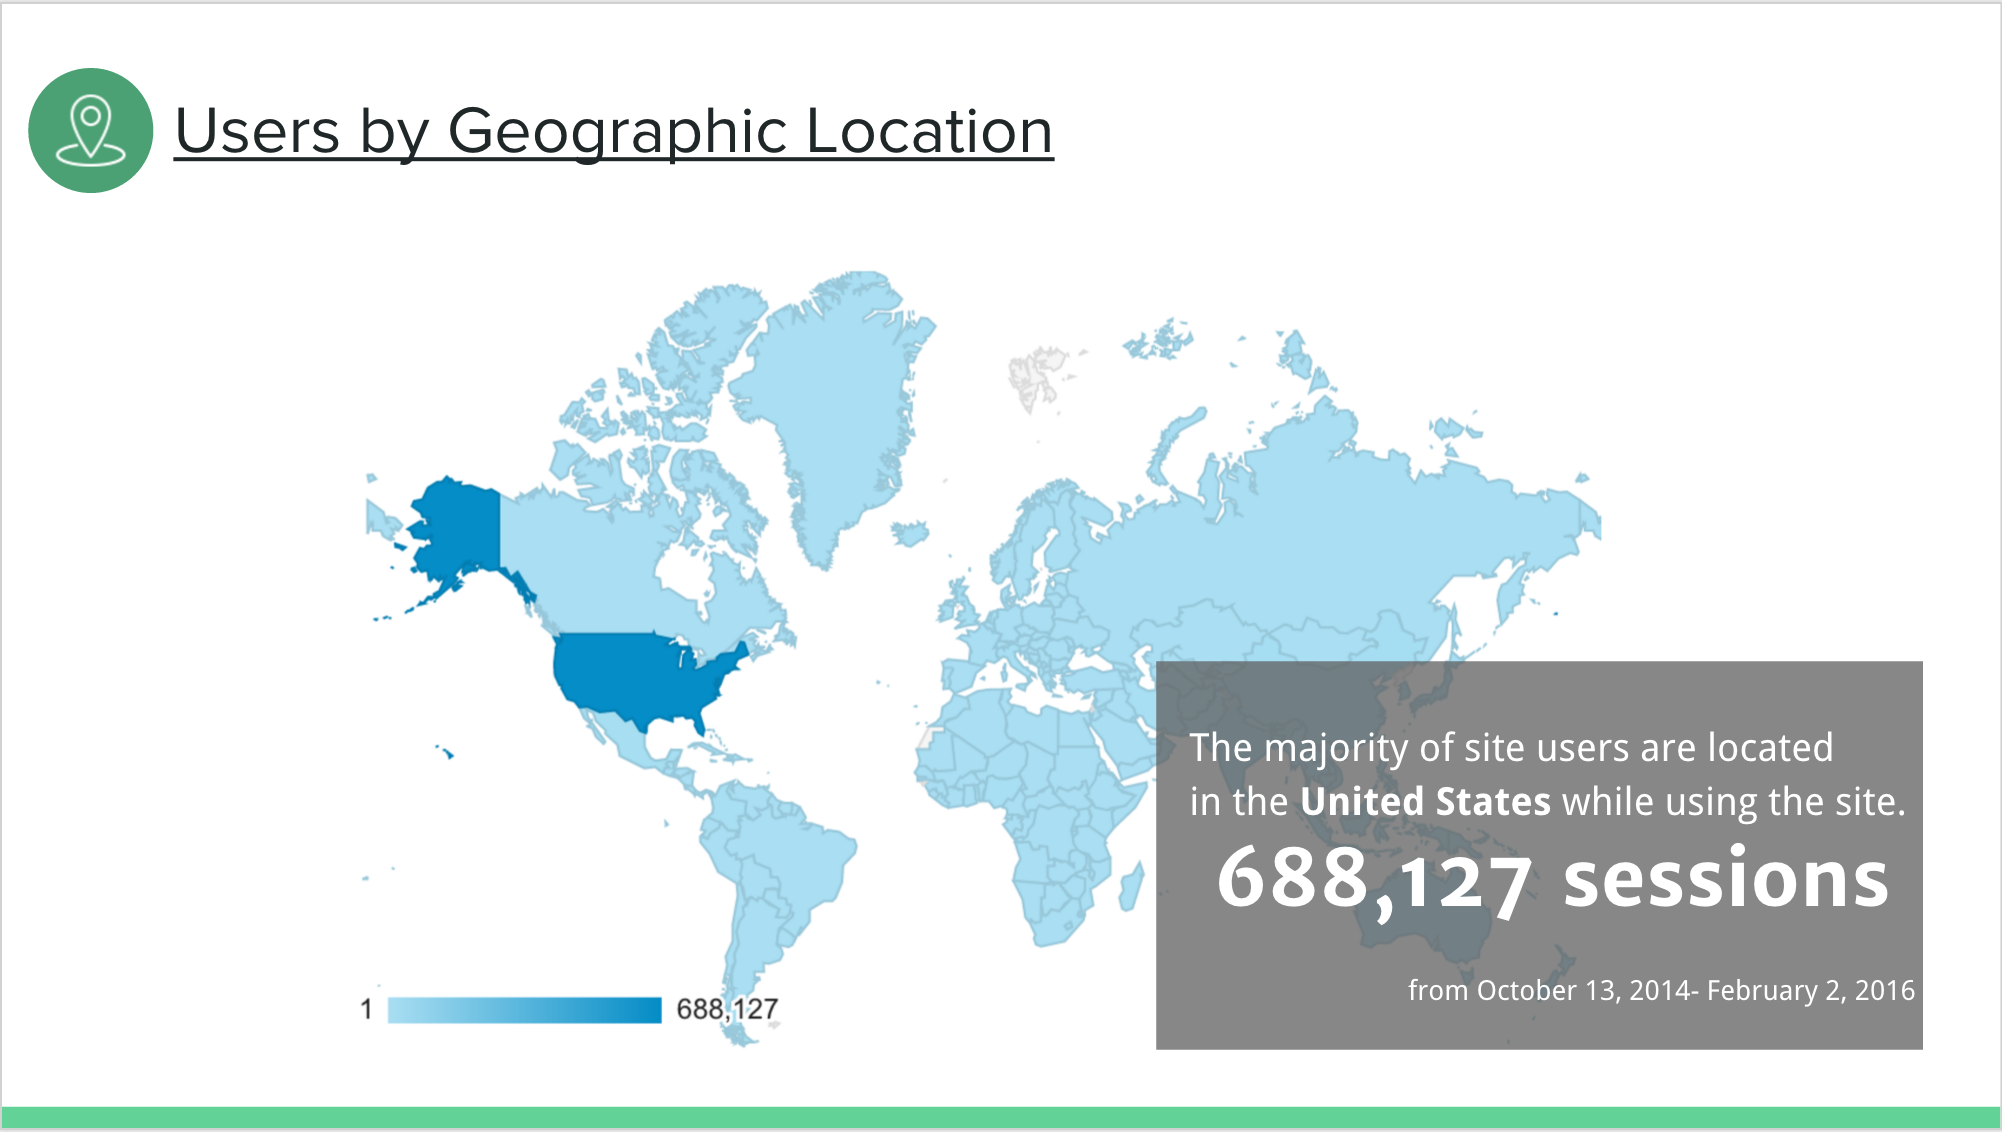 Users by Geographic Location
The majority of site users are located
in the United States while using the site.
688,127 sessions
from October 13, 2014- February 2, 2016
1 688,127